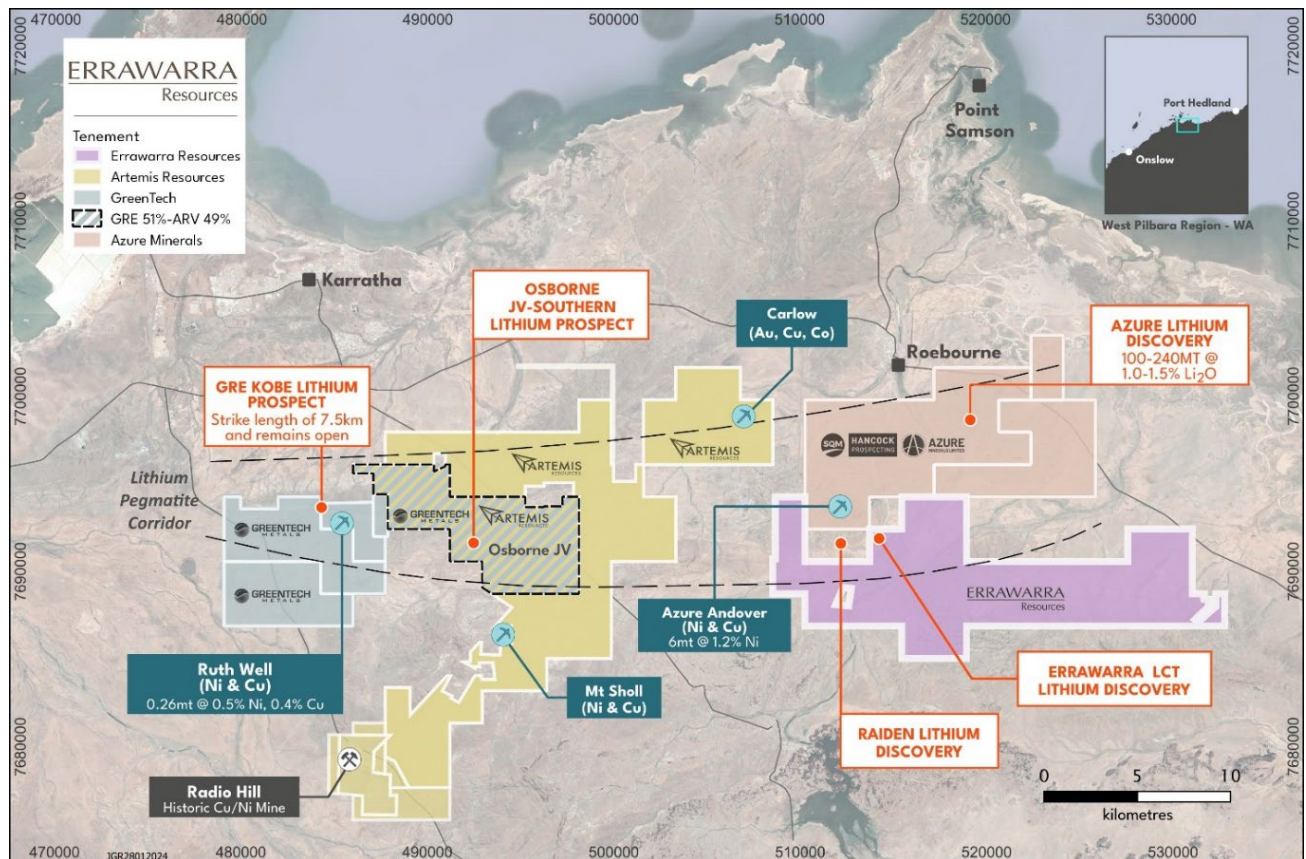 470000
480000
490000
500000
510000
520000
530000
7720000
7710000
7700000
7690000
7680000
7720000
7710000
7700000
7690000
7680000
ERRAWARRA
Resources
Tenement
Errawarra Resources
Artemis Resources
GreenTech
GRE 51%-ARV 49%
Azure Minerals
Port Hedland
Onslow
West Pilbara Region - WA
Point
Samson
Karratha
Roebourne
OSBORNE
JV-SOUTHERN
LITHIUM PROSPECT
Carlow
(Au, Cu, Co)
AZURE LITHIUM
DISCOVERY
100-240MT @
1.0-1.5% Li₂O
GRE KOBE LITHIUM
PROSPECT
Strike length of 7.5km
and remains open
Lithium
Pegmatite
Corridor
ARTEMIS
RESOURCES
ARTEMIS
RESOURCES
SQM
HANCOCK
PROSPECTING
AZURE
MINERALS LIMITED
GREENTECH
METALS
GREENTECH
METALS
ARTEMIS
RESOURCES
Osborne JV
GREENTECH
METALS
ERRAWARRA
Resources
Azure Andover
(Ni & Cu)
6mt @ 1.2% Ni
Ruth Well
(Ni & Cu)
0.26mt @ 0.5% Ni, 0.4% Cu
Mt Sholl
(Ni & Cu)
ERRAWARRA LCT
LITHIUM DISCOVERY
RAIDEN LITHIUM
DISCOVERY
Radio Hill
Historic Cu/Ni Mine
0
5
10
kilometres
JGR28012024
470000
480000
490000
500000
510000
520000
530000